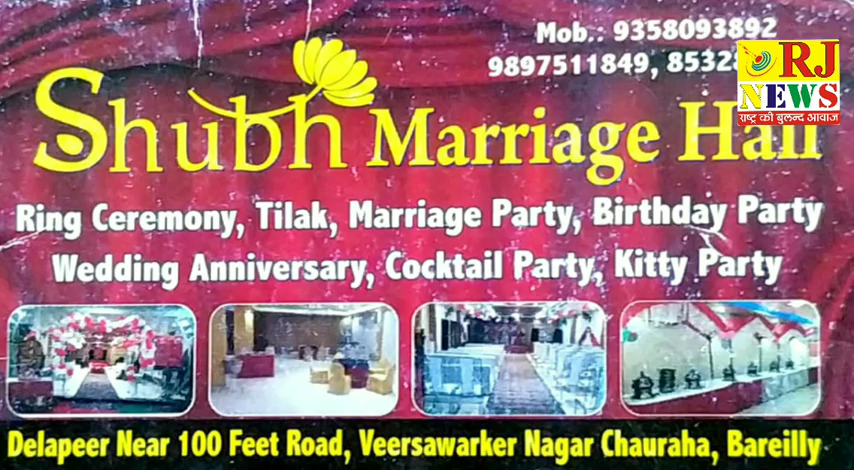 Mob.: 9358093892
9897511849, 8532
RJ
NEWS
राष्ट्र की बुलन्द आवाज
Shubh Marriage Hall
Ring Ceremony, Tilak, Marriage Party, Birthday Party
Wedding Anniversary, Cocktail Party, Kitty Party
Delapeer Near 100 Feet Road, Veersawarker Nagar Chauraha, Bareilly